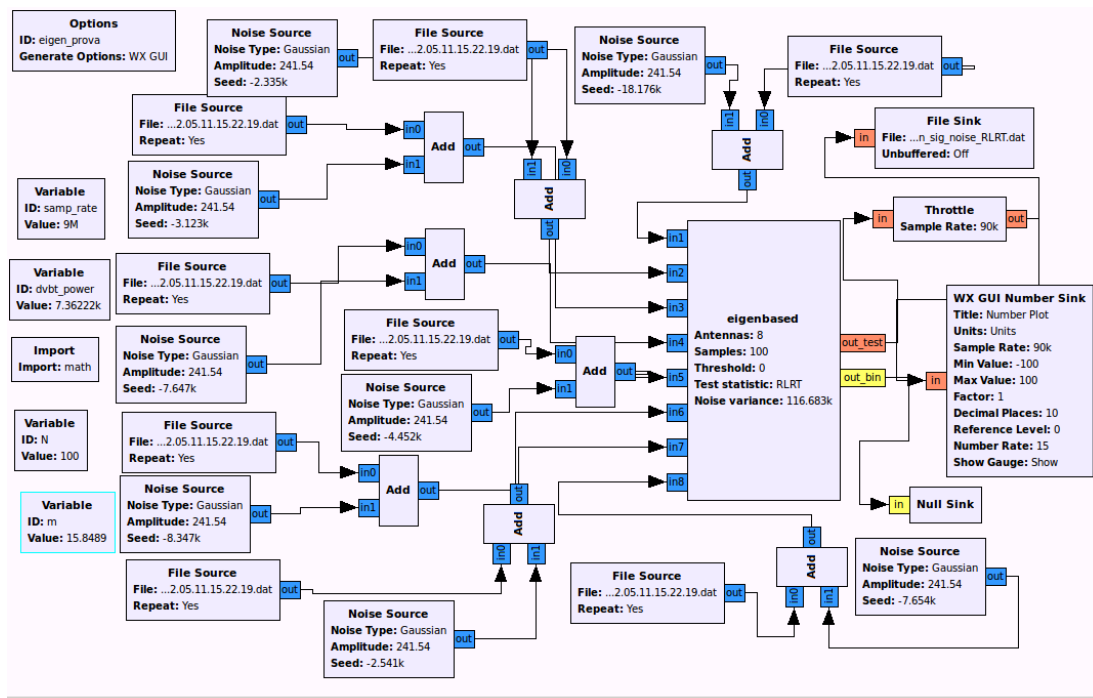 Options
ID: eigen_prova
Generate Options: WX GUI
Noise Source
Noise Type: Gaussian
Amplitude: 241.54
Seed: -2.335k
out
File Source
File: ...2.05.11.15.22.19.dat
Repeat: Yes
out
Noise Source
Noise Type: Gaussian
Amplitude: 241.54
Seed: -18.176k
out
File Source
File: ...2.05.11.15.22.19.dat
Repeat: Yes
out
File Source
File: ...2.05.11.15.22.19.dat
Repeat: Yes
out
in0
in1
Add
out
in1
in0
Add
out
in1
in0
Add
out
in
File Sink
File: ...n_sig_noise_RLRT.dat
Unbuffered: Off
Variable
ID: samp_rate
Value: 9M
Noise Source
Noise Type: Gaussian
Amplitude: 241.54
Seed: -3.123k
out
in
Throttle
Sample Rate: 90k
out
Variable
ID: dvbt_power
Value: 7.36222k
File Source
File: ...2.05.11.15.22.19.dat
Repeat: Yes
out
in0
in1
Add
out
in1
in2
in3
in4
in5
in6
in7
in8
eigenbased
Antennas: 8
Samples: 100
Threshold: 0
Test statistic: RLRT
Noise variance: 116.683k
out_test
out_bin
in
WX GUI Number Sink
Title: Number Plot
Units: Units
Sample Rate: 90k
Min Value: -100
Max Value: 100
Factor: 1
Decimal Places: 10
Reference Level: 0
Number Rate: 15
Show Gauge: Show
Import
Import: math
Noise Source
Noise Type: Gaussian
Amplitude: 241.54
Seed: -7.647k
out
File Source
File: ...2.05.11.15.22.19.dat
Repeat: Yes
out
in0
in1
Add
out
Noise Source
Noise Type: Gaussian
Amplitude: 241.54
Seed: -4.452k
out
Variable
ID: N
Value: 100
File Source
File: ...2.05.11.15.22.19.dat
Repeat: Yes
out
in0
in1
Add
out
Variable
ID: m
Value: 15.8489
Noise Source
Noise Type: Gaussian
Amplitude: 241.54
Seed: -8.347k
out
out
Add
in0
in1
in
Null Sink
File Source
File: ...2.05.11.15.22.19.dat
Repeat: Yes
out
Noise Source
Noise Type: Gaussian
Amplitude: 241.54
Seed: -2.541k
out
File Source
File: ...2.05.11.15.22.19.dat
Repeat: Yes
out
out
Add
in0
in1
Noise Source
Noise Type: Gaussian
Amplitude: 241.54
Seed: -7.654k
out